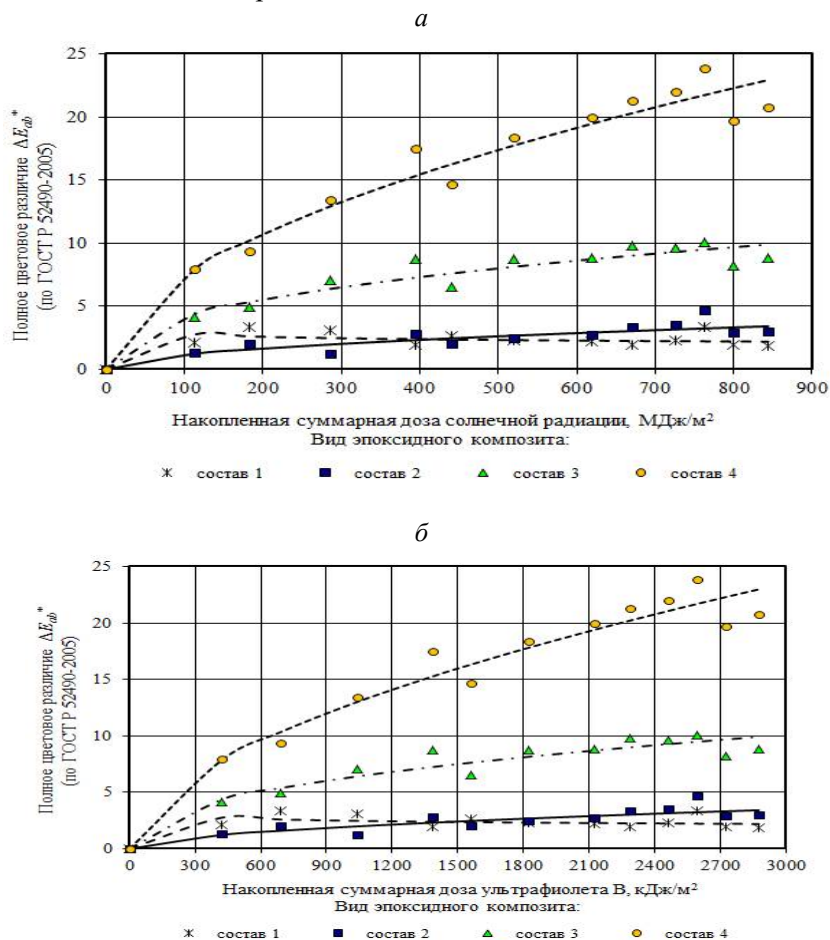 а
25
20
15
10
5
0
Полное цветовое различие ΔEab*
(по ГОСТ Р 52490-2005)
0 100 200 300 400 500 600 700 800 900
Накопленная суммарная доза солнечной радиации, МДж/м²
Вид эпоксидного композита:
состав 1 состав 2 состав 3 состав 4
б
25
20
15
10
5
0
Полное цветовое различие ΔEab*
(по ГОСТ Р 52490-2005)
0 300 600 900 1200 1500 1800 2100 2400 2700 3000
Накопленная суммарная доза ультрафиолета В, кДж/м²
Вид эпоксидного композита:
состав 1 состав 2 состав 3 состав 4